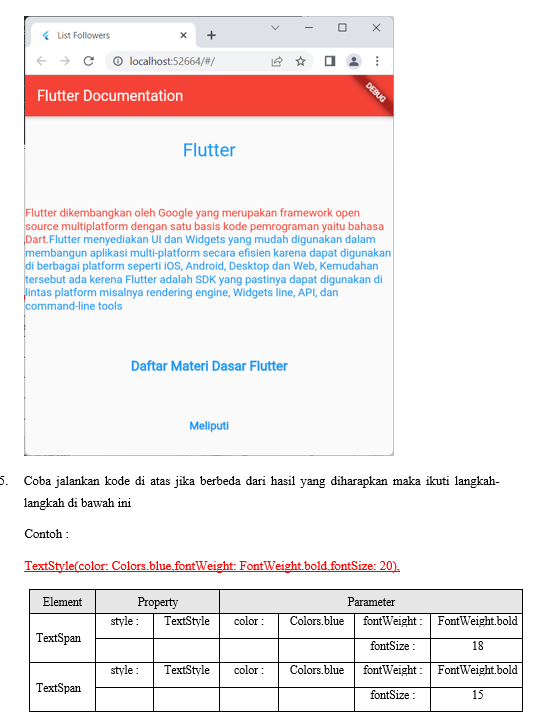 List Followers
localhost:52664/#/
Flutter Documentation
DEBUG
Flutter
Flutter dikembangkan oleh Google yang merupakan framework open
source multiplatform dengan satu basis kode pemrograman yaitu bahasa
Dart.Flutter menyediakan UI dan Widgets yang mudah digunakan dalam
membangun aplikasi multi-platform secara efisien karena dapat digunakan
di berbagai platform seperti iOS, Android, Desktop dan Web, Kemudahan
tersebut ada kerena Flutter adalah SDK yang pastinya dapat digunakan di
lintas platform misalnya rendering engine, Widgets line, API, dan
command-line tools
Daftar Materi Dasar Flutter
Meliputi
5. Coba jalankan kode di atas jika berbeda dari hasil yang diharapkan maka ikuti langkah-
langkah di bawah ini
Contoh :
TextStyle(color: Colors.blue,fontWeight: FontWeight.bold,fontSize: 20),
Element Property Parameter
TextSpan style : TextStyle color : Colors.blue fontWeight : FontWeight.bold
fontSize : 18
TextSpan style : TextStyle color : Colors.blue fontWeight : FontWeight.bold
fontSize : 15